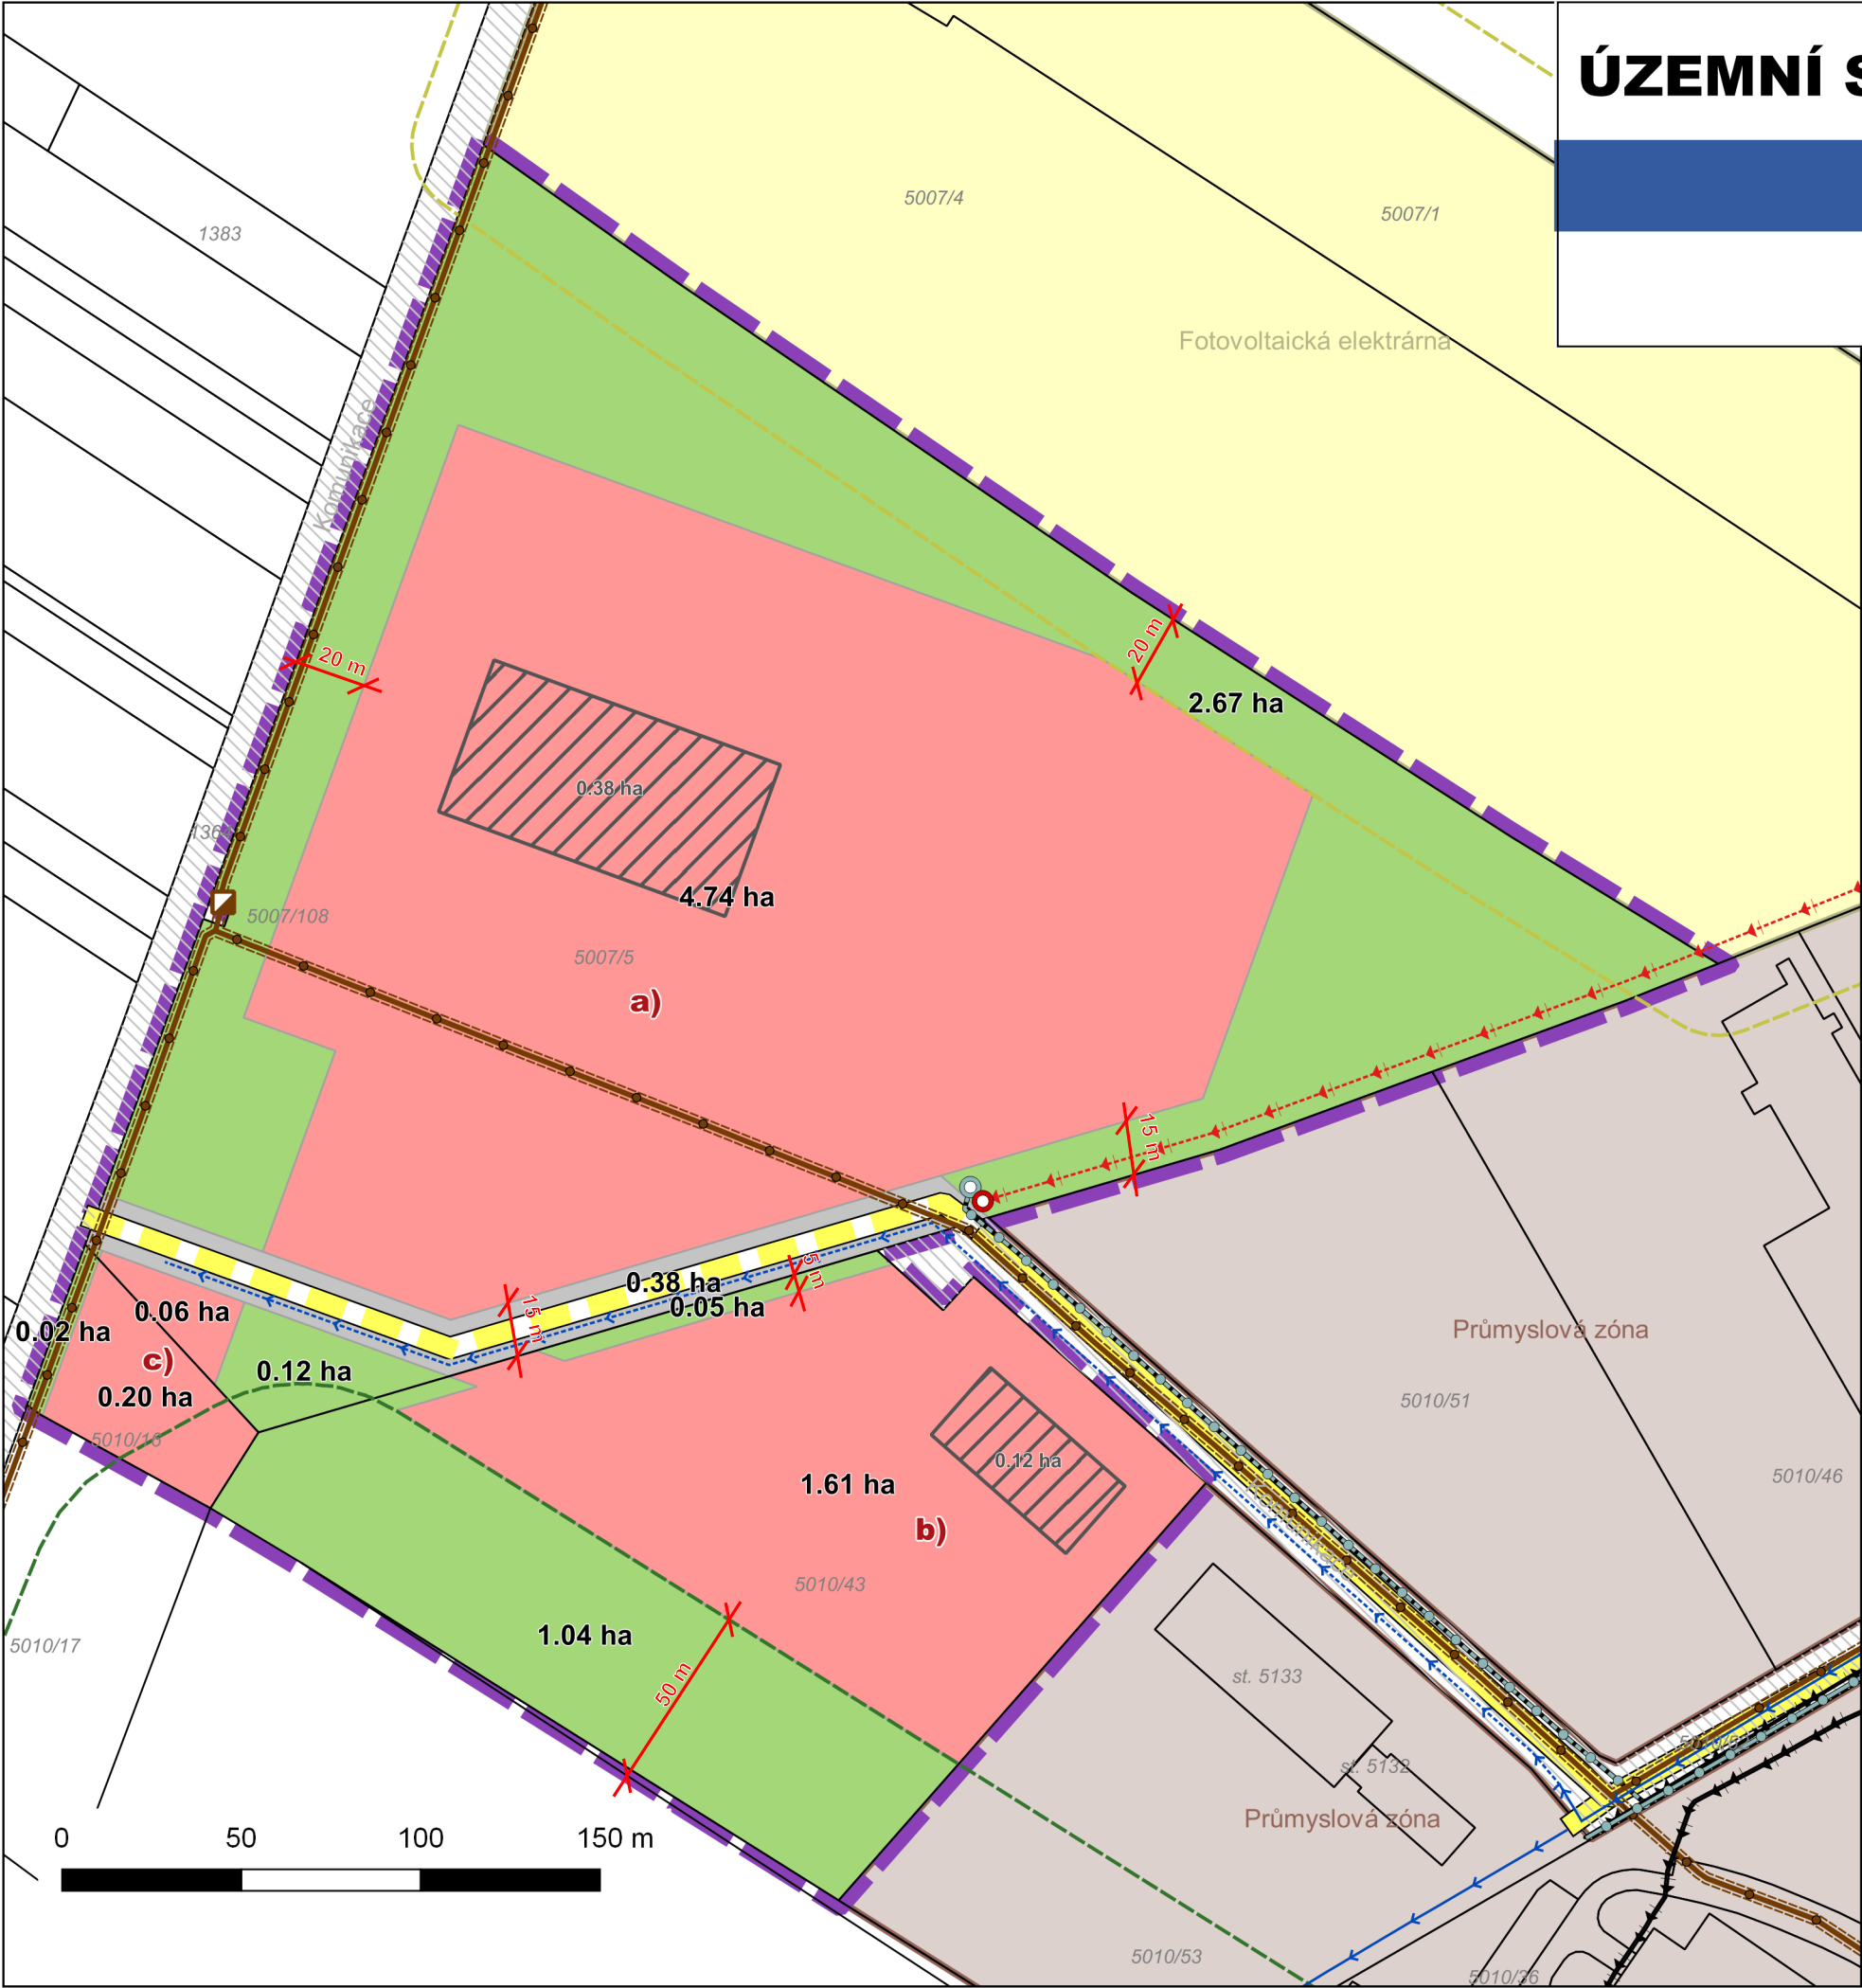 ÚZEMNÍ S
5007/4
5007/1
1383
Fotovoltaická elektrárna
Komunikace
20 m
20 m
2.67 ha
0.38 ha
4.74 ha
5007/108
5007/5
a)
15 m
0.38 ha
5 m
0.05 ha
0.06 ha
15 m
0.02 ha
c)
0.12 ha
0.20 ha
Průmyslová zóna
5010/51
5010/16
0.12 ha
1.61 ha
5010/46
b)
Komunikace
5010/43
1.04 ha
5010/17
50 m
st. 5133
st. 5132
Průmyslová zóna
0 50 100 150 m
5010/53
5010/36